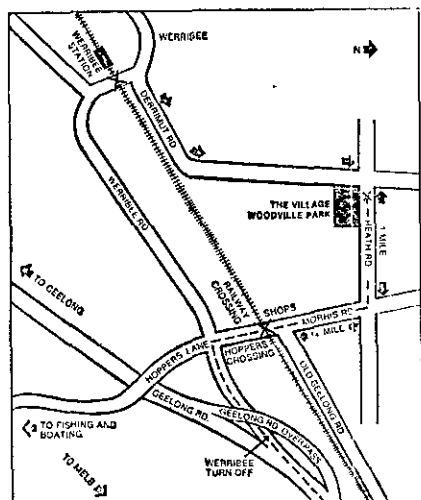 WERRIBEE
N
WERRIBEE
STATION
DERRIMUT RD
THE VILLAGE
WOODVILLE PARK
HEATH RD
1 MILE
WERRIBEE RD
RAILWAY
CROSSING
SHOPS
MORRIS RD
MILE
TO GEELONG
HOPPERS LANE
HOPPERS
CROSSING
OLD GEELONG RD
GEELONG RD
GEELONG RD OVERPASS
TO FISHING AND
BOATING
WERRIBEE
TURN OFF
TO MELB